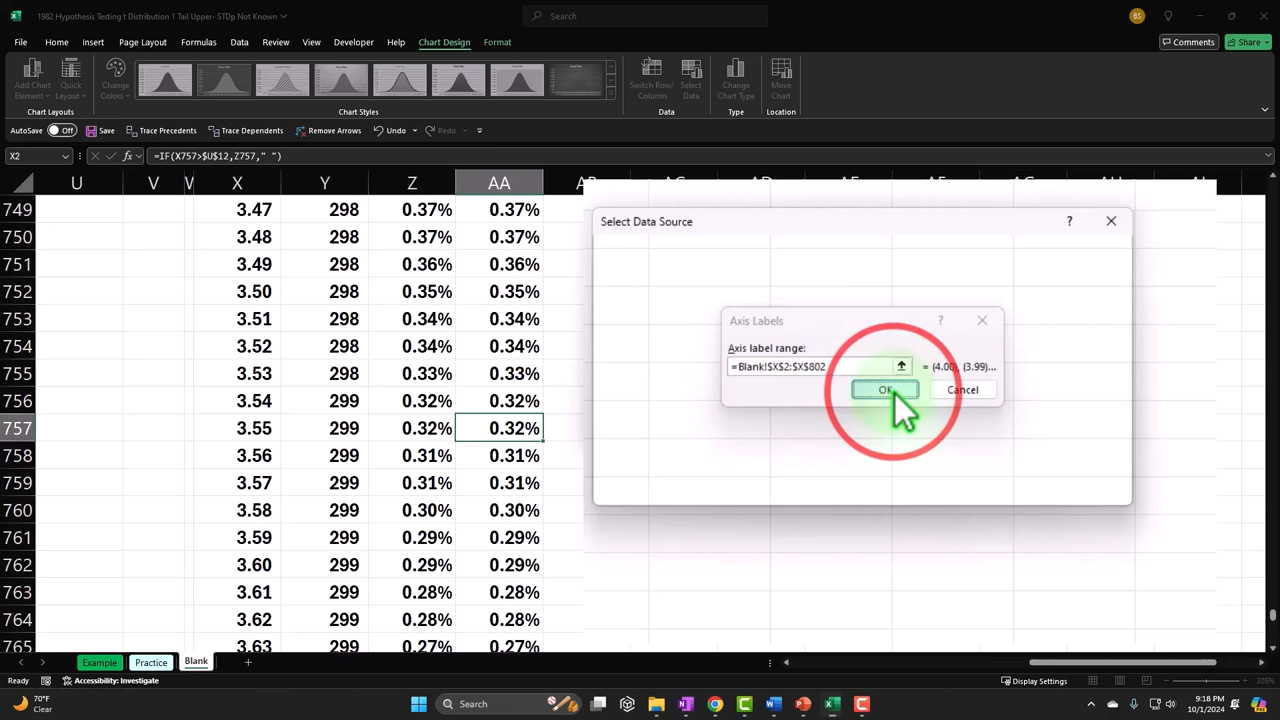 1982 Hypothesis Testing t Distribution 1 Tail Upper- STDp Not Known
Search
BS
File Home Insert Page Layout Formulas Data Review View Developer Help Chart Design Format
Comments Share
Add Chart Element
Quick Layout
Change Colors
Switch Row/ Column
Select Data
Change Chart Type
Move Chart
Chart Layouts Chart Styles Data Type Location
AutoSave Off Save Trace Precedents Trace Dependents Remove Arrows Undo Redo
X2 fx =IF(X757>$U$12,Z757," ")
U V W X Y Z AA
749 3.47 298 0.37% 0.37%
750 3.48 298 0.37% 0.37%
751 3.49 298 0.36% 0.36%
752 3.50 298 0.35% 0.35%
753 3.51 298 0.34% 0.34%
754 3.52 298 0.34% 0.34%
755 3.53 298 0.33% 0.33%
756 3.54 298 0.32% 0.32%
757 3.55 299 0.32% 0.32%
758 3.56 299 0.31% 0.31%
759 3.57 299 0.31% 0.31%
760 3.58 299 0.30% 0.30%
761 3.59 299 0.29% 0.29%
762 3.60 299 0.29% 0.29%
763 3.61 299 0.28% 0.28%
764 3.62 299 0.28% 0.28%
765 3.63 299 0.27% 0.27%
Select Data Source ?
Axis Labels ?
Axis label range:
=Blank!$X$2:$X$802 = (4.00), (3.99)...
OK Cancel
Example Practice Blank
Ready Accessibility: Investigate Display Settings 205%
70°F
Clear
Search
9:18 PM
10/1/2024